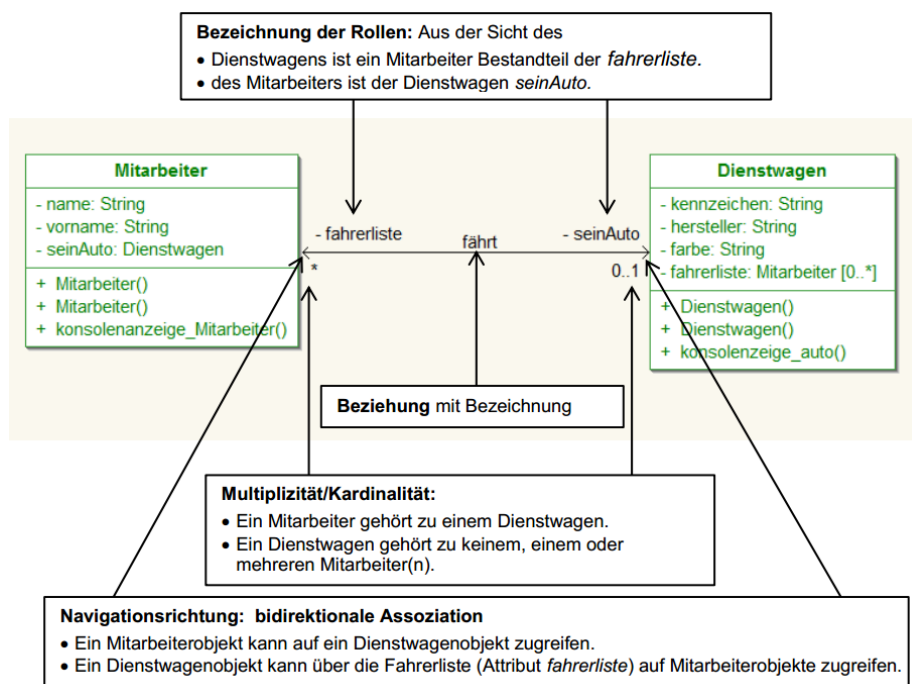 Bezeichnung der Rollen: Aus der Sicht des
• Dienstwagens ist ein Mitarbeiter Bestandteil der fahrerliste.
• des Mitarbeiters ist der Dienstwagen seinAuto.
Mitarbeiter
- name: String
- vorname: String
- seinAuto: Dienstwagen
+ Mitarbeiter()
+ Mitarbeiter()
+ konsolenanzeige_Mitarbeiter()
- fahrerliste
*
fährt
- seinAuto
0..1
Dienstwagen
- kennzeichen: String
- hersteller: String
- farbe: String
- fahrerliste: Mitarbeiter [0..*]
+ Dienstwagen()
+ Dienstwagen()
+ konsolenzeige_auto()
Beziehung mit Bezeichnung
Multiplizität/Kardinalität:
• Ein Mitarbeiter gehört zu einem Dienstwagen.
• Ein Dienstwagen gehört zu keinem, einem oder
mehreren Mitarbeiter(n).
Navigationsrichtung: bidirektionale Assoziation
• Ein Mitarbeiterobjekt kann auf ein Dienstwagenobjekt zugreifen.
• Ein Dienstwagenobjekt kann über die Fahrerliste (Attribut fahrerliste) auf Mitarbeiterobjekte zugreifen.